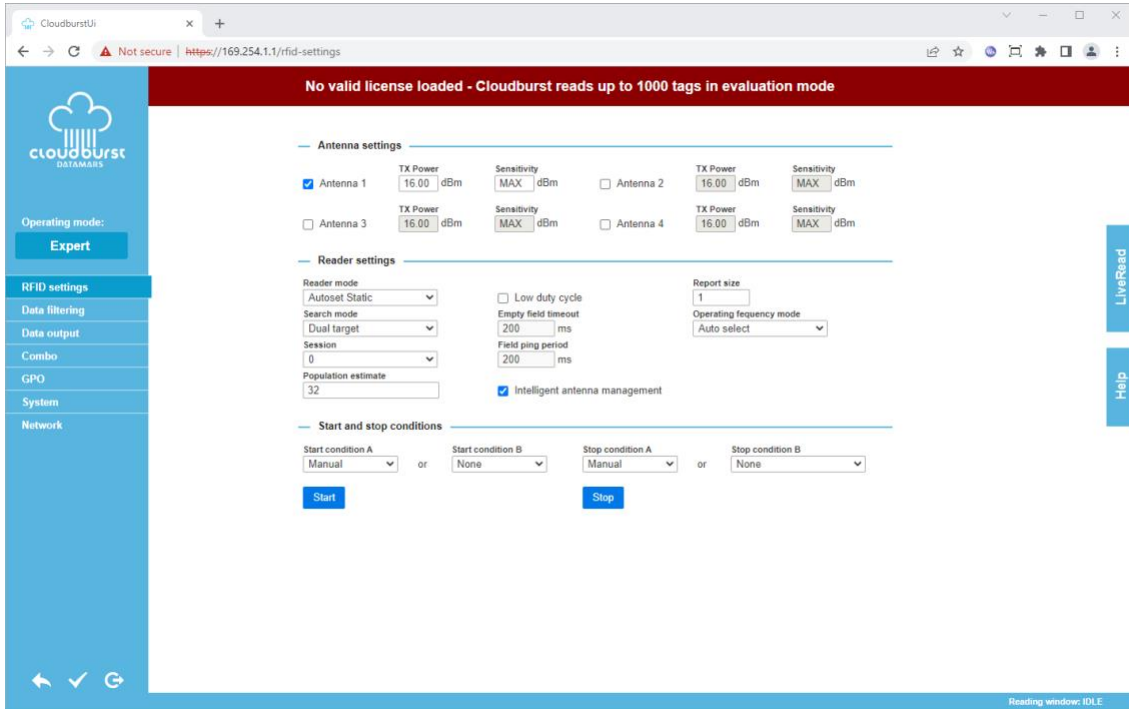 CloudburstUi
Not secure | https://169.254.1.1/rfid-settings
No valid license loaded - Cloudburst reads up to 1000 tags in evaluation mode
cloudburst
DATAMARS
Operating mode:
Expert
RFID settings
Data filtering
Data output
Combo
GPO
System
Network
Antenna settings
TX Power Sensitivity TX Power Sensitivity
Antenna 1 16.00 dBm MAX dBm Antenna 2 16.00 dBm MAX dBm
TX Power Sensitivity TX Power Sensitivity
Antenna 3 16.00 dBm MAX dBm Antenna 4 16.00 dBm MAX dBm
Reader settings
Reader mode Report size
Autoset Static Low duty cycle 1
Search mode Empty field timeout Operating fequency mode
Dual target 200 ms Auto select
Session Field ping period
0 200 ms
Population estimate
32 Intelligent antenna management
Start and stop conditions
Start condition A Start condition B Stop condition A Stop condition B
Manual or None Manual or None
Start Stop
LiveRead
Help
Reading window: IDLE